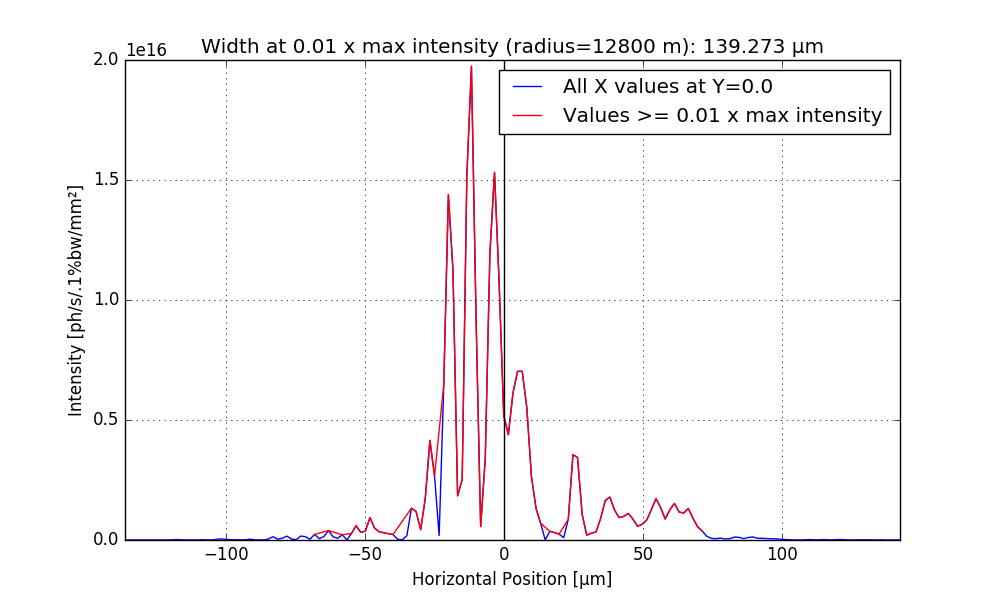 Width at 0.01 x max intensity (radius=12800 m): 139.273 µm
1e16
2.0
1.5
1.0
0.5
0.0
Intensity [ph/s/.1%bw/mm²]
All X values at Y=0.0
Values >= 0.01 x max intensity
−100
−50
0
50
100
Horizontal Position [µm]